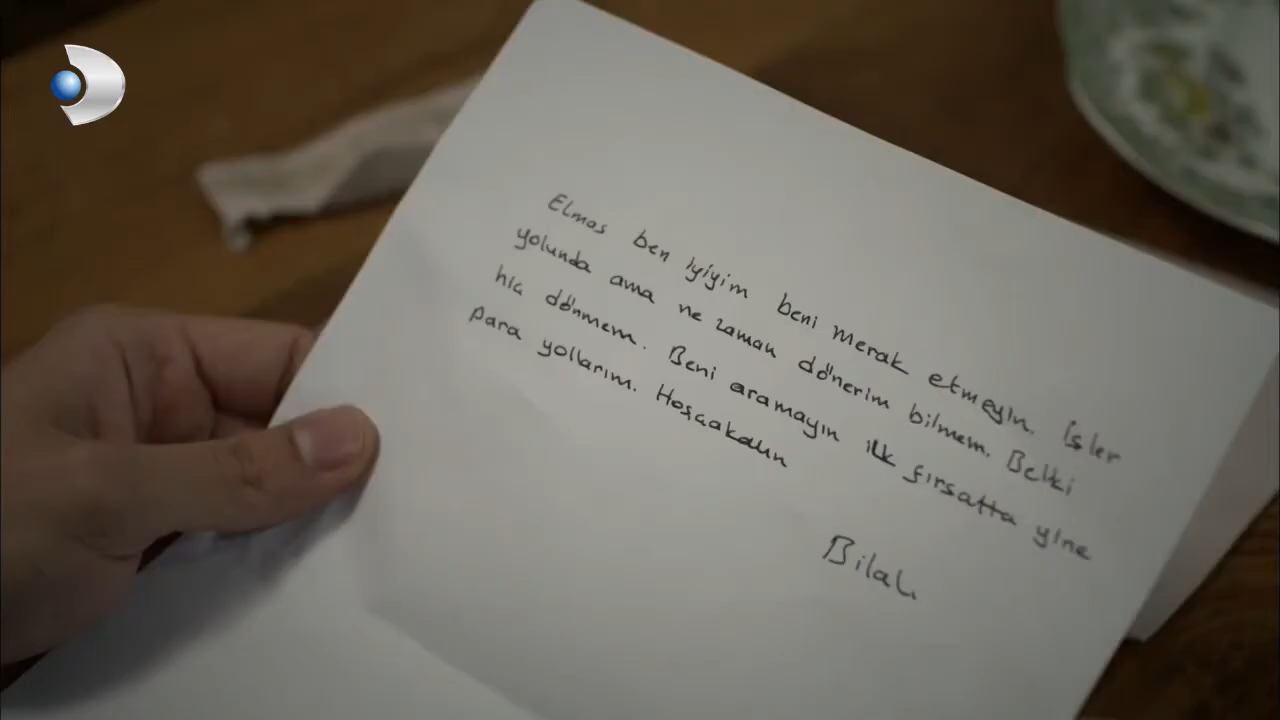 Elmas ben iyiyim beni merak etmeyin. İşler
yolunda ama ne zaman dönerim bilmem. Belki
hiç dönmem. Beni aramayın ilk fırsatta yine
para yollarım. Hoşçakalın
Bilal.